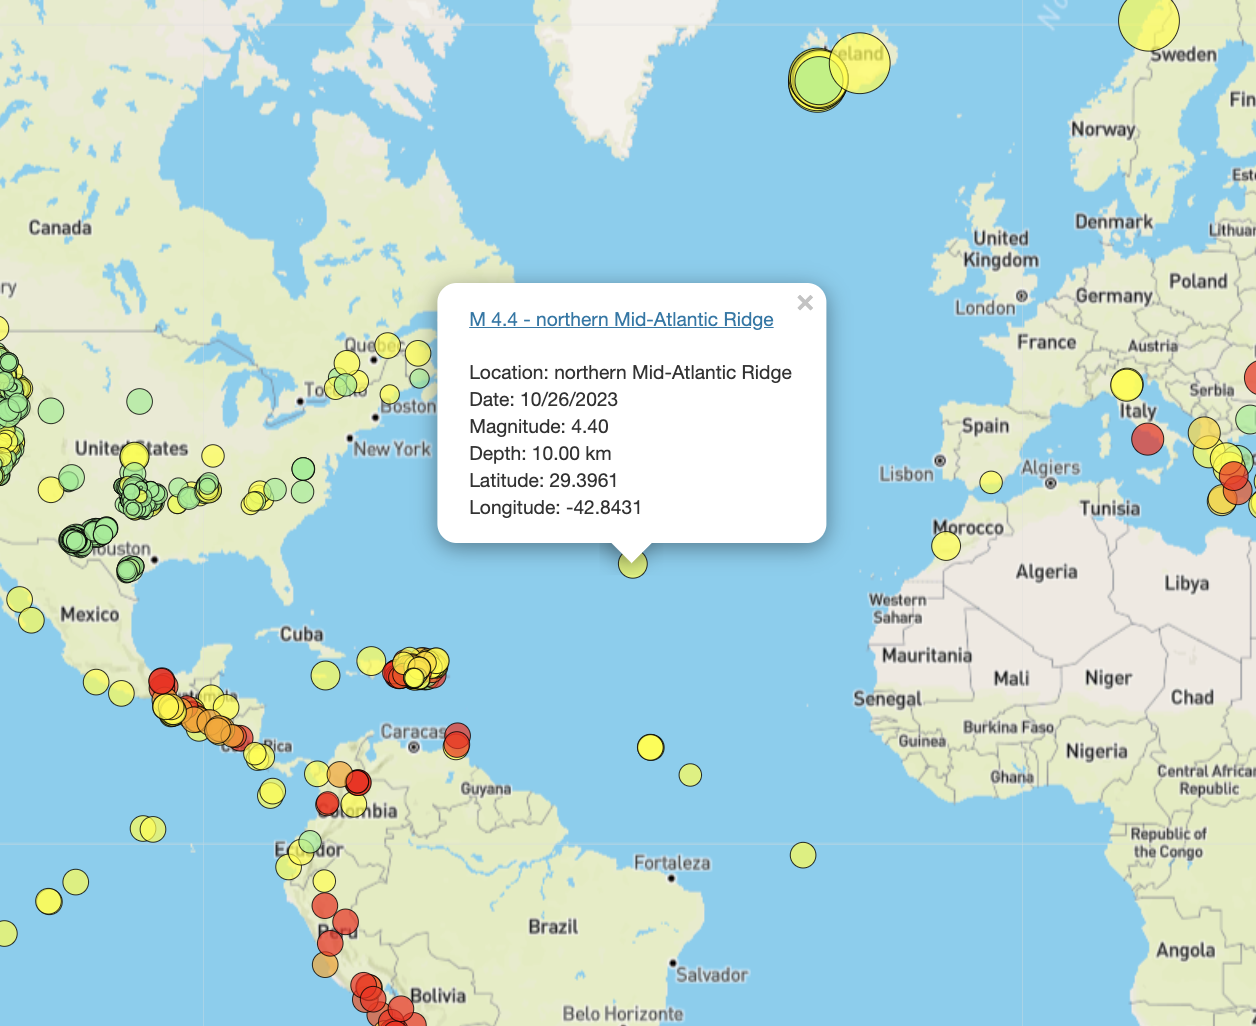 No
eland
Sweden
Fin
Norway
Este
Canada
Denmark
Lithuan
United
Kingdom
ry
Poland
Germany
London
×
M 4.4 - northern Mid-Atlantic Ridge
France
Austria
Quebec
Location: northern Mid-Atlantic Ridge
Date: 10/26/2023
Serbia
Boston
Magnitude: 4.40
Italy
Spain
United States
New York
Depth: 10.00 km
Lisbon
Algiers
Latitude: 29.3961
Longitude: -42.8431
Tunisia
Morocco
ouston
Algeria
Libya
Western
Sahara
Mexico
Cuba
Mauritania
Mali
Niger
Chad
Senegal
Caracas
Burkina Faso
Guinea
Nigeria
Rica
Ghana
Central Africa
Republic
Guyana
Colombia
Republic of
the Congo
Ecuador
Fortaleza
Peru
Brazil
Angola
Salvador
Bolivia
Belo Horizonte